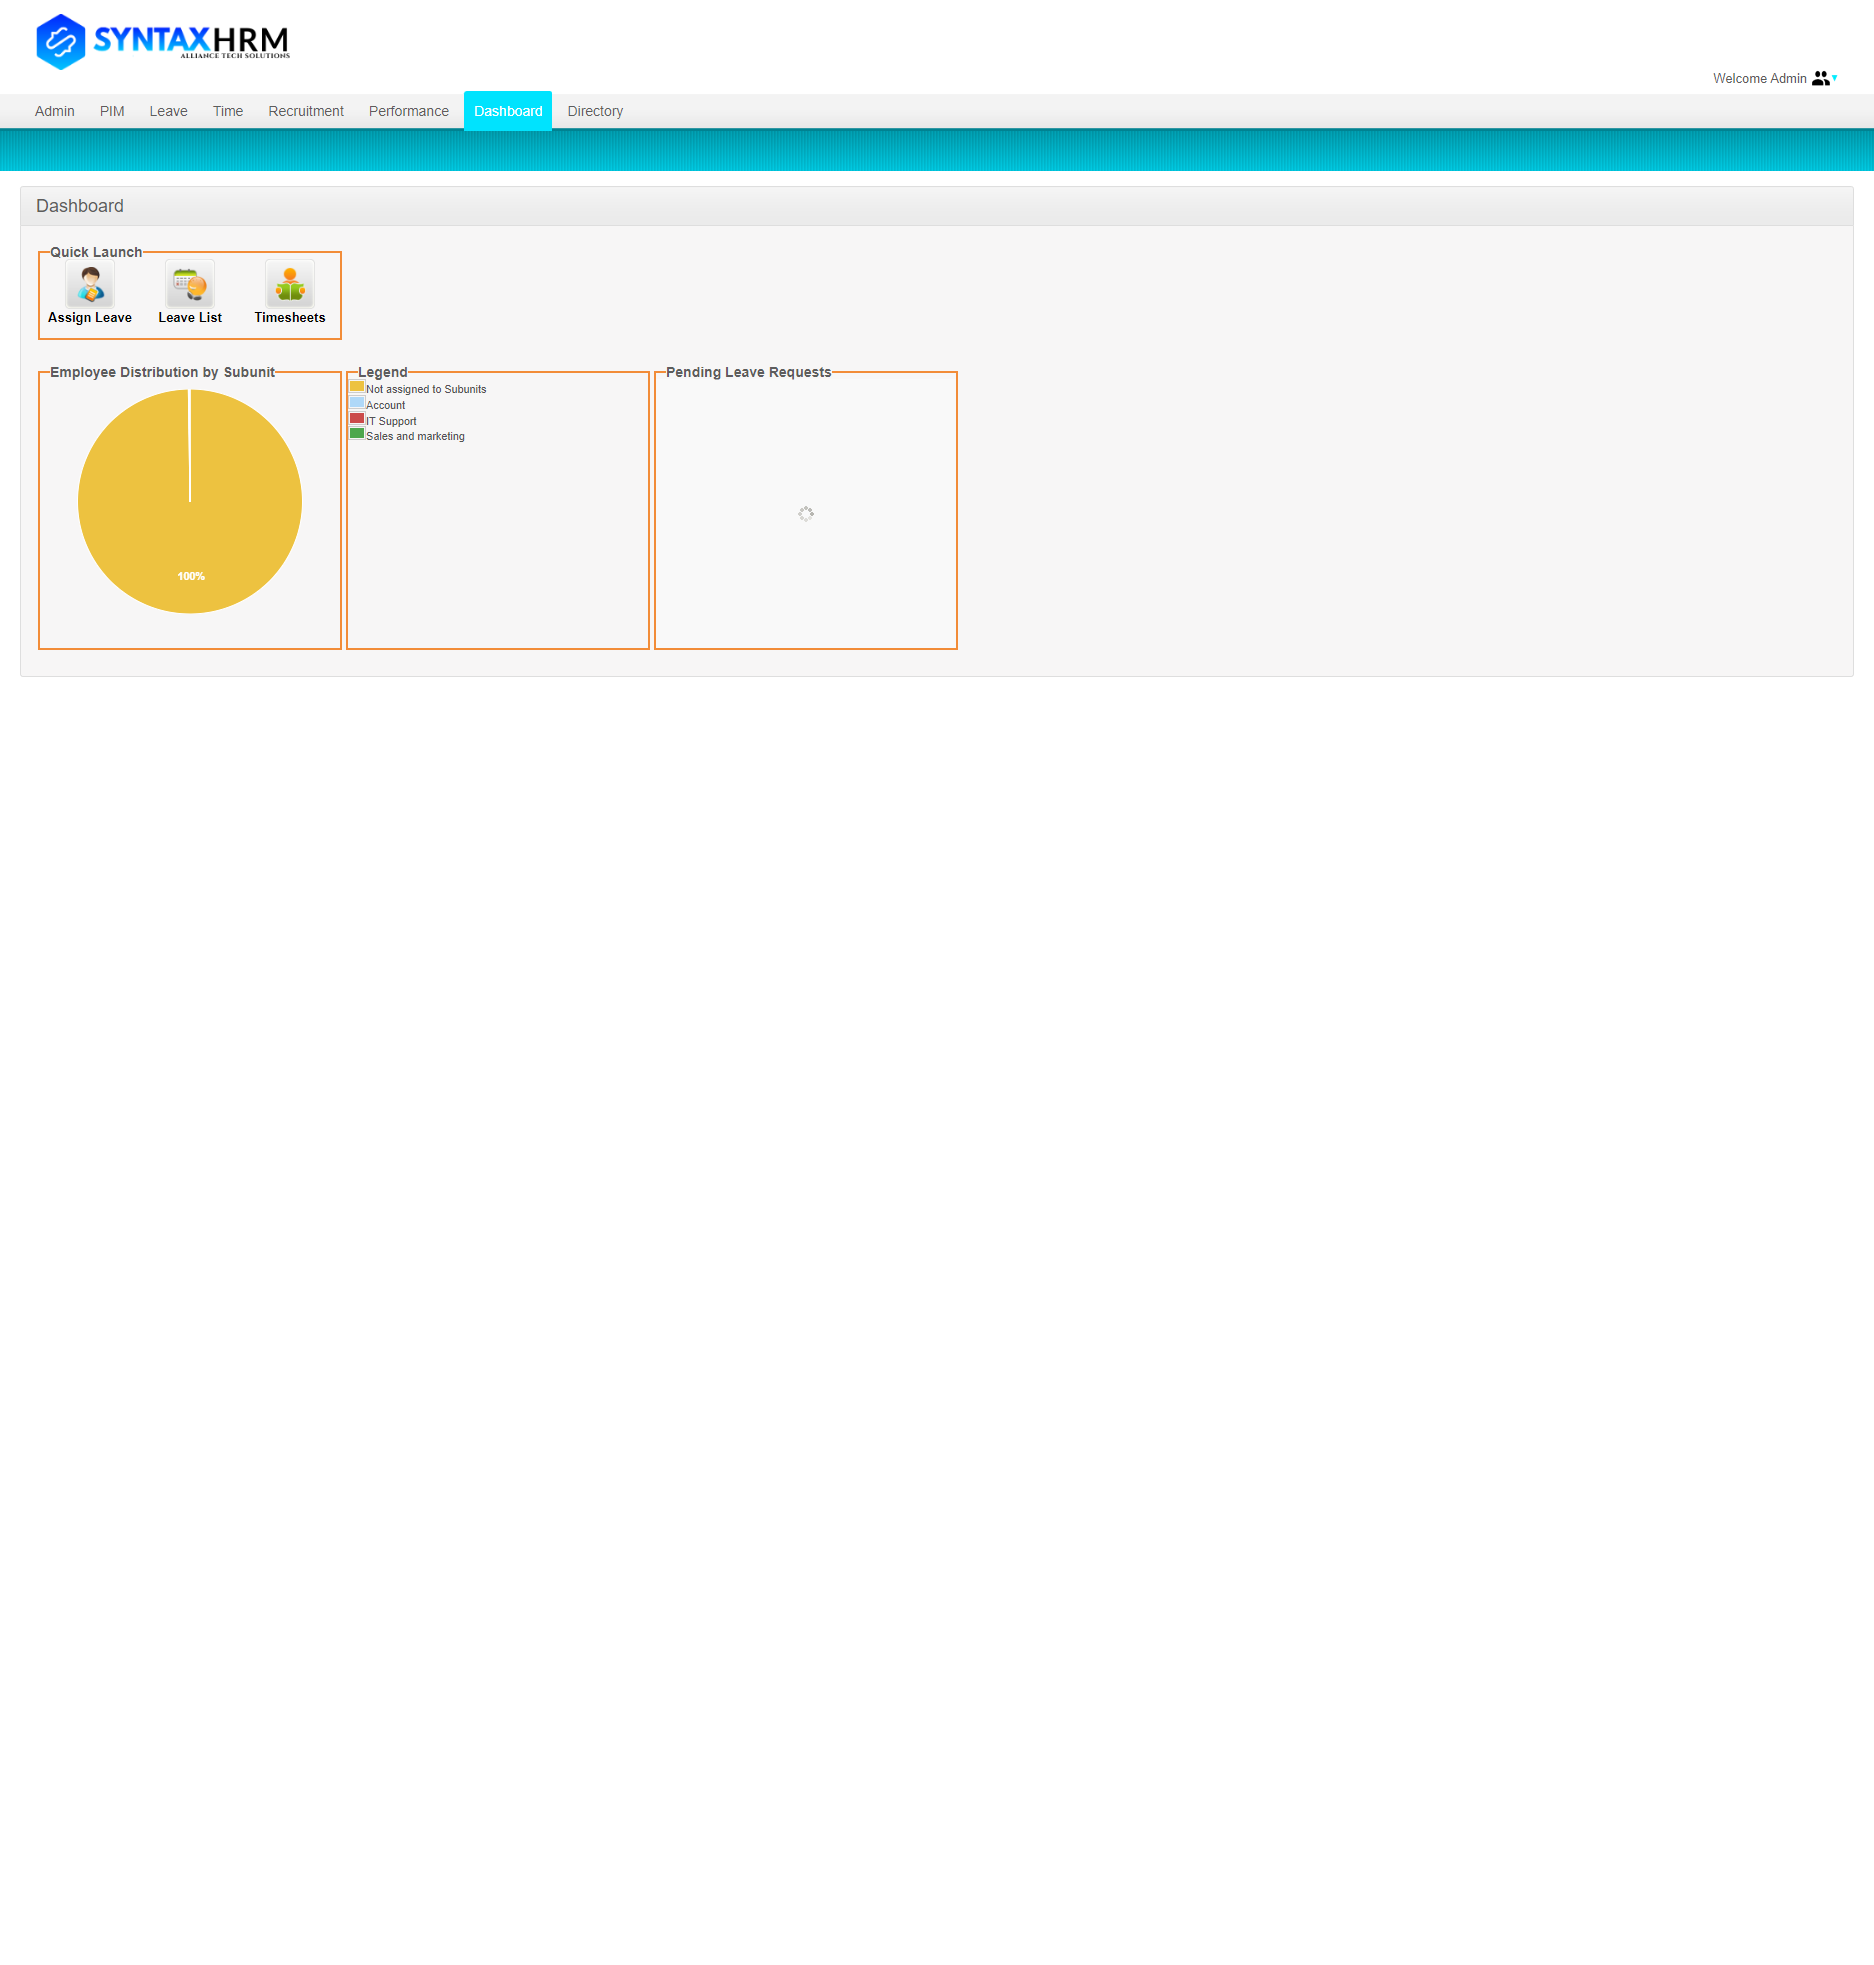 SYNTAXHRM
ALLIANCE TECH SOLUTIONS
Welcome Admin
Admin PIM Leave Time Recruitment Performance Dashboard Directory
Dashboard
Quick Launch
Assign Leave Leave List Timesheets
Employee Distribution by Subunit
100%
Legend
Not assigned to Subunits
Account
IT Support
Sales and marketing
Pending Leave Requests